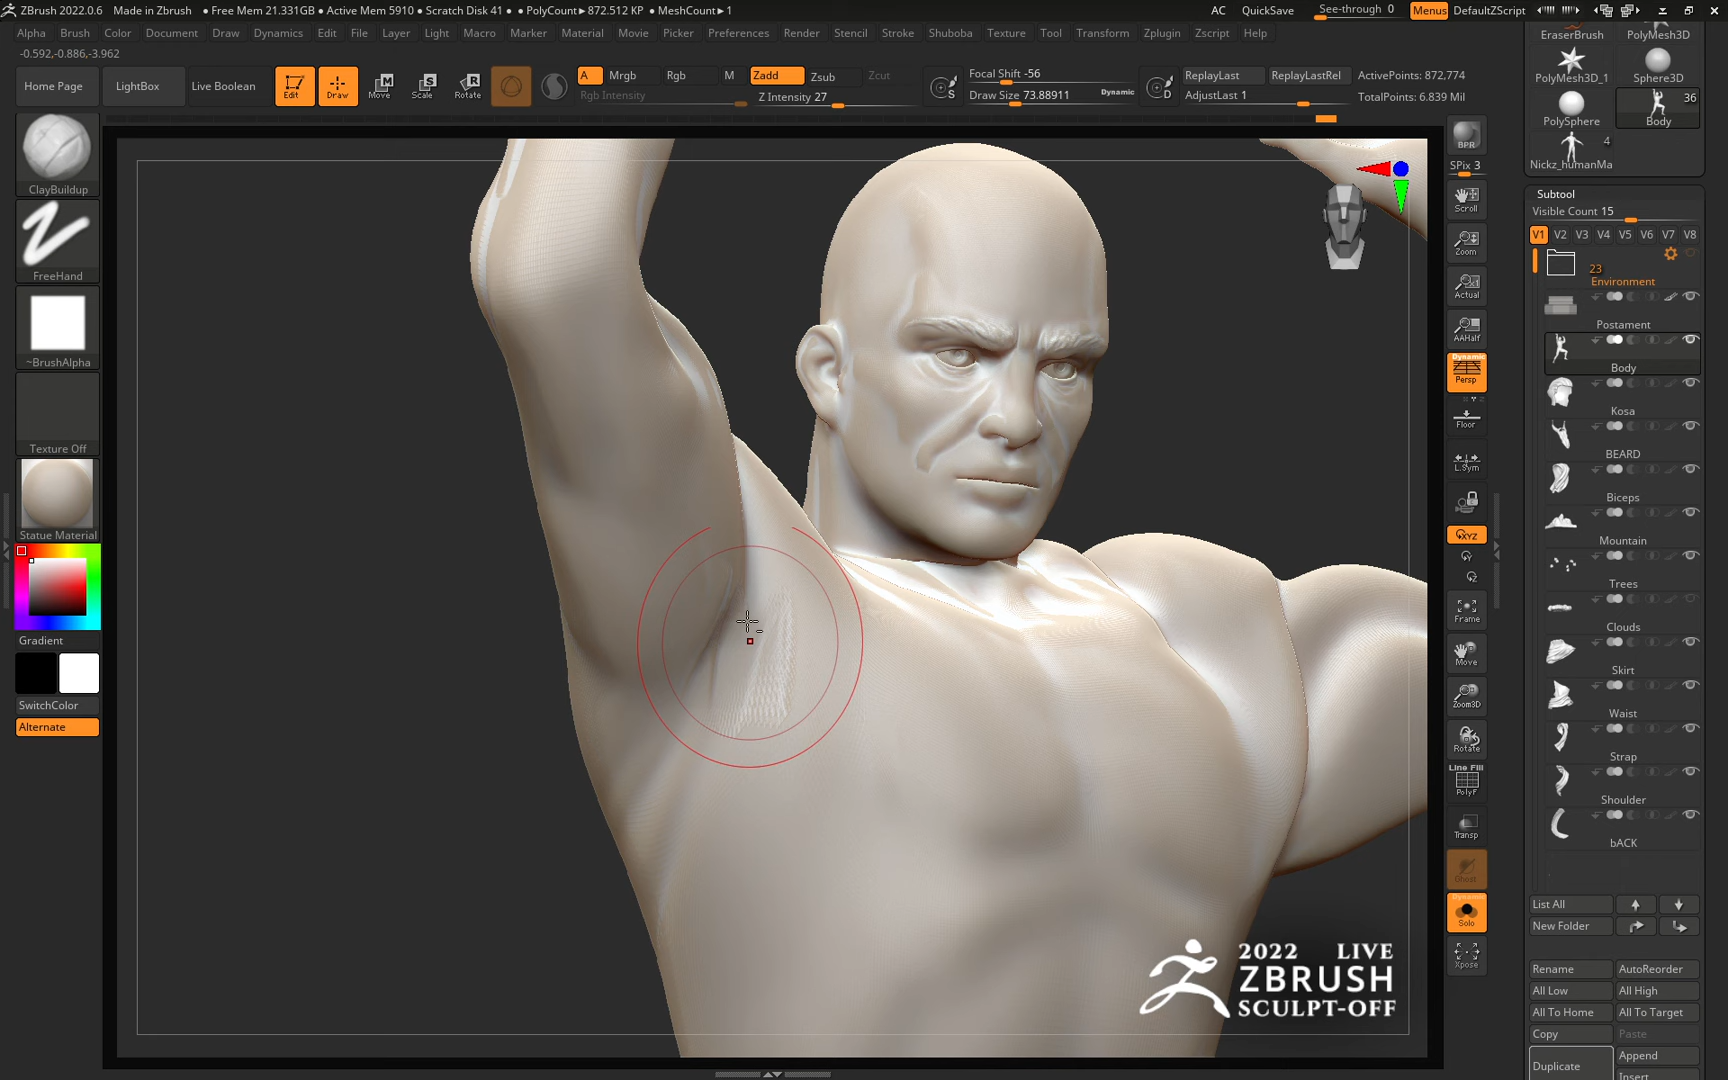 ZBrush 2022.0.6 Made in Zbrush • Free Mem 21.331GB • Active Mem 5910 • Scratch Disk 41 • • PolyCount► 872.512 KP • MeshCount► 1
AC QuickSave See-through 0 Menus DefaultZScript
Alpha Brush Color Document Draw Dynamics Edit File Layer Light Macro Marker Material Movie Picker Preferences Render Stencil Stroke Shuboba Texture Tool Transform Zplugin Zscript Help
-0.592,-0.886,-3.962
Home Page
LightBox
Live Boolean
Edit
Draw
Move
Scale
Rotate
A
Mrgb
Rgb
M
Zadd
Zsub
Zcut
Rgb Intensity
Z Intensity 27
S
Focal Shift -56
Draw Size 73.88911
Dynamic
D
ReplayLast
ReplayLastRel
AdjustLast 1
ActivePoints: 872,774
TotalPoints: 6.839 Mil
ClayBuildup
FreeHand
~BrushAlpha
Texture Off
Statue Material
Gradient
SwitchColor
Alternate
BPR
SPix 3
Scroll
Zoom
Actual
AAHalf
Dynamic
Persp
Floor
L.Sym
XYZ
Y
Z
Frame
Move
Zoom3D
Rotate
Line Fill
PolyF
Transp
Ghost
Dynamic
Solo
Xpose
EraserBrush
PolyMesh3D
PolyMesh3D_1
Sphere3D
PolySphere
36
Body
4
Nickz_humanMa
Subtool
Visible Count 15
V1 V2 V3 V4 V5 V6 V7 V8
23
Environment
Postament
Body
Kosa
BEARD
Biceps
Mountain
Trees
Clouds
Skirt
Waist
Strap
Shoulder
bACK
List All
New Folder
Rename
AutoReorder
All Low
All High
All To Home
All To Target
Copy
Paste
Duplicate
Append
Insert
2022 LIVE
ZBRUSH
SCULPT-OFF